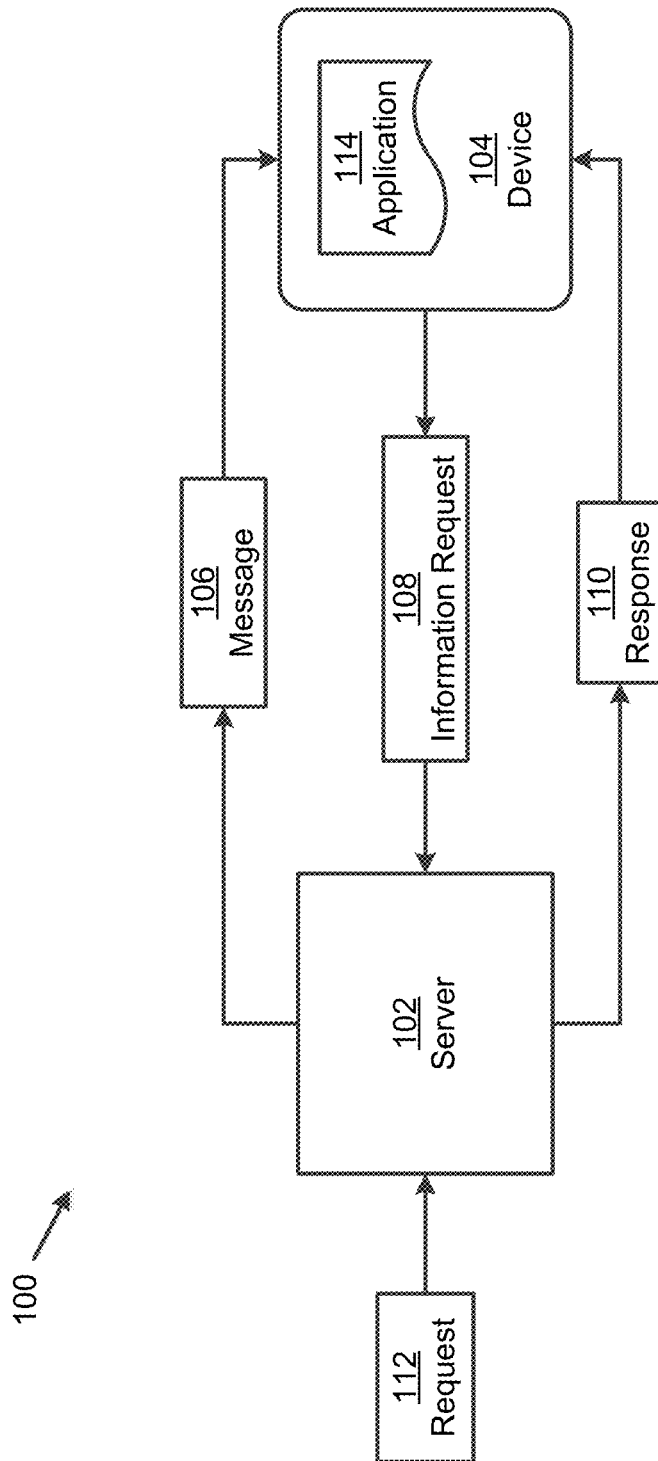 100
112
Request
102
Server
106
Message
108
Information Request
110
Response
114
Application
104
Device